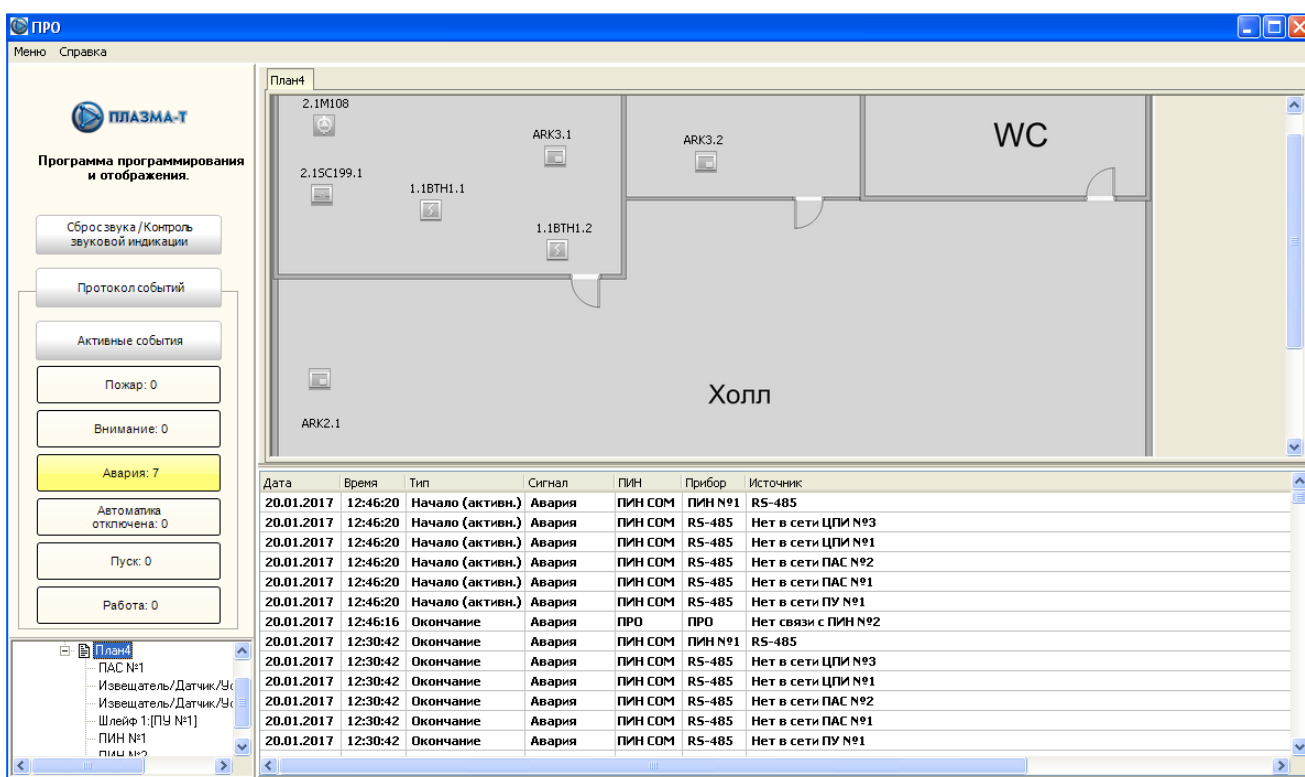 ПРО
Меню Справка
ПЛАЗМА-Т
Программа программирования
и отображения.
Сброс звука / Контроль
звуковой индикации
Протокол событий
Активные события
Пожар: 0
Внимание: 0
Авария: 7
Автоматика
отключена: 0
Пуск: 0
Работа: 0
План4
ПАС №1
Извещатель/Датчик/Ус
Извещатель/Датчик/Ус
Шлейф 1:[ПУ №1]
ПИН №1
ПИН №2
План4
2.1М108
ARK3.1
ARK3.2
WC
2.1SC199.1
1.1BTH1.1
1.1BTH1.2
Холл
ARK2.1
Дата Время Тип Сигнал ПИН Прибор Источник
20.01.2017 12:46:20 Начало (активн.) Авария ПИН COM ПИН №1 RS-485
20.01.2017 12:46:20 Начало (активн.) Авария ПИН COM RS-485 Нет в сети ЦПИ №3
20.01.2017 12:46:20 Начало (активн.) Авария ПИН COM RS-485 Нет в сети ЦПИ №1
20.01.2017 12:46:20 Начало (активн.) Авария ПИН COM RS-485 Нет в сети ПАС №2
20.01.2017 12:46:20 Начало (активн.) Авария ПИН COM RS-485 Нет в сети ПАС №1
20.01.2017 12:46:20 Начало (активн.) Авария ПИН COM RS-485 Нет в сети ПУ №1
20.01.2017 12:46:16 Окончание Авария ПРО ПРО Нет связи с ПИН №2
20.01.2017 12:30:42 Окончание Авария ПИН COM ПИН №1 RS-485
20.01.2017 12:30:42 Окончание Авария ПИН COM RS-485 Нет в сети ЦПИ №3
20.01.2017 12:30:42 Окончание Авария ПИН COM RS-485 Нет в сети ЦПИ №1
20.01.2017 12:30:42 Окончание Авария ПИН COM RS-485 Нет в сети ПАС №2
20.01.2017 12:30:42 Окончание Авария ПИН COM RS-485 Нет в сети ПАС №1
20.01.2017 12:30:42 Окончание Авария ПИН COM RS-485 Нет в сети ПУ №1